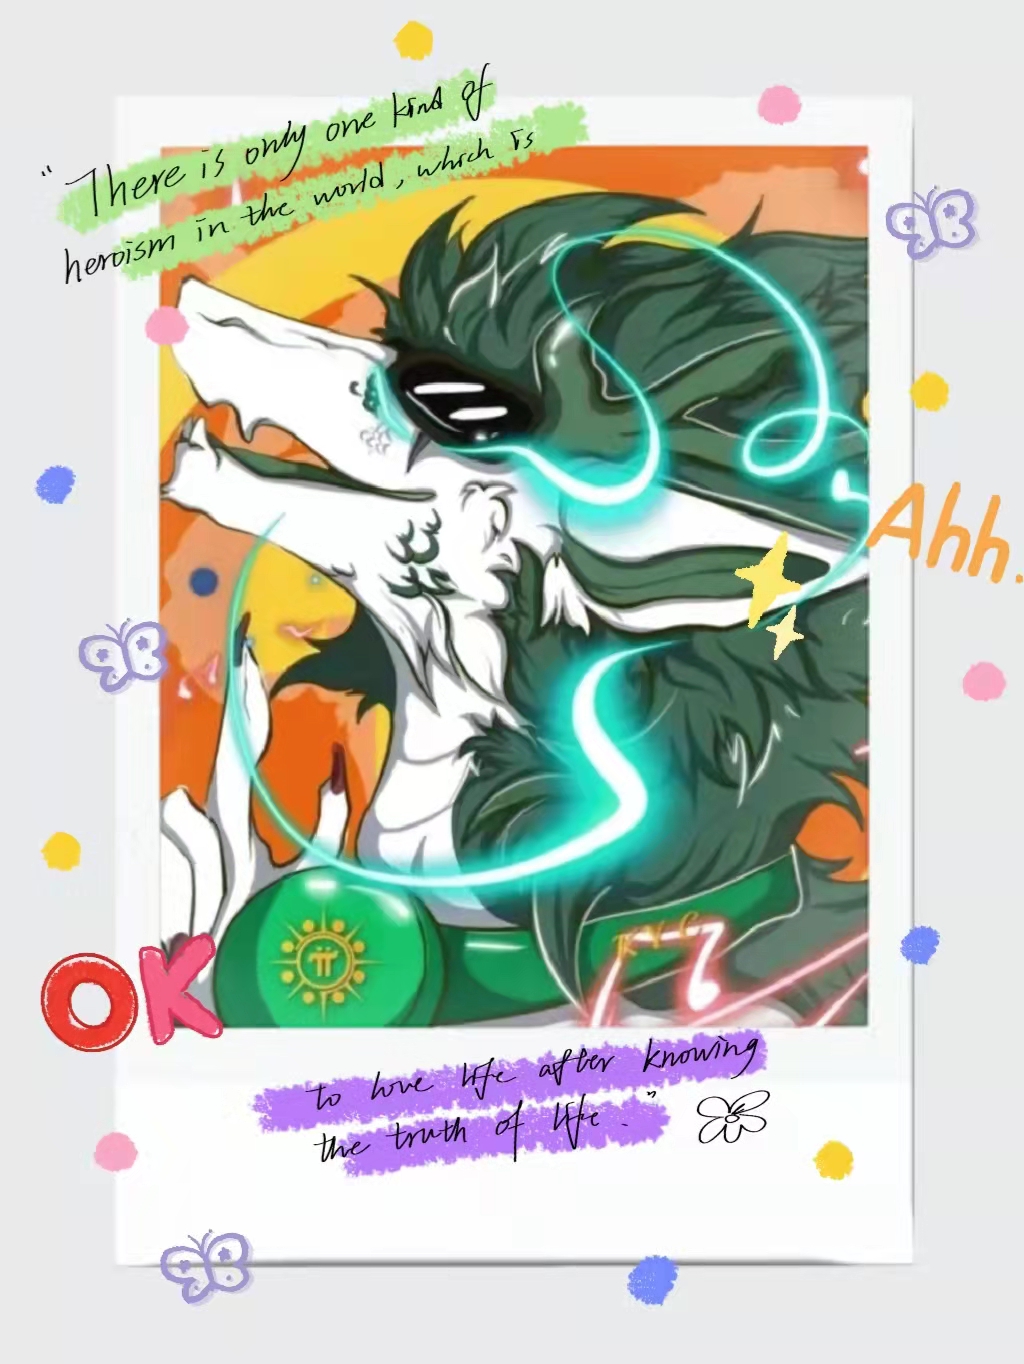 "There is only one kind of
heroism in the world, which is
Ahh.
π
KYC
OK
to love life after knowing
the truth of life."